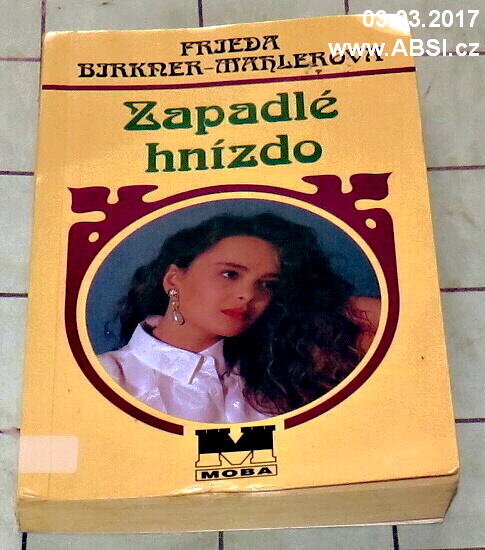 03.03.2017
www.ABSI.cz
FRIEDA
BIRKNER-MAHLEROVÁ
Zapadlé
hnízdo
M
MOBA